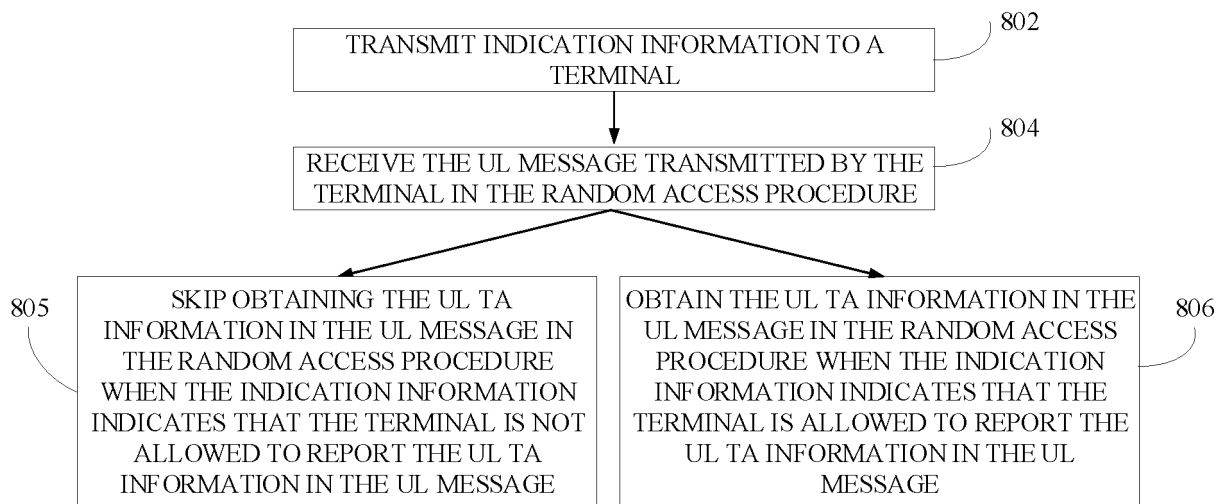 TRANSMIT INDICATION INFORMATION TO A
TERMINAL
802
RECEIVE THE UL MESSAGE TRANSMITTED BY THE
TERMINAL IN THE RANDOM ACCESS PROCEDURE
804
805
SKIP OBTAINING THE UL TA
INFORMATION IN THE UL MESSAGE IN
THE RANDOM ACCESS PROCEDURE
WHEN THE INDICATION INFORMATION
INDICATES THAT THE TERMINAL IS NOT
ALLOWED TO REPORT THE UL TA
INFORMATION IN THE UL MESSAGE
OBTAIN THE UL TA INFORMATION IN THE
UL MESSAGE IN THE RANDOM ACCESS
PROCEDURE WHEN THE INDICATION
INFORMATION INDICATES THAT THE
TERMINAL IS ALLOWED TO REPORT THE
UL TA INFORMATION IN THE UL
MESSAGE
806